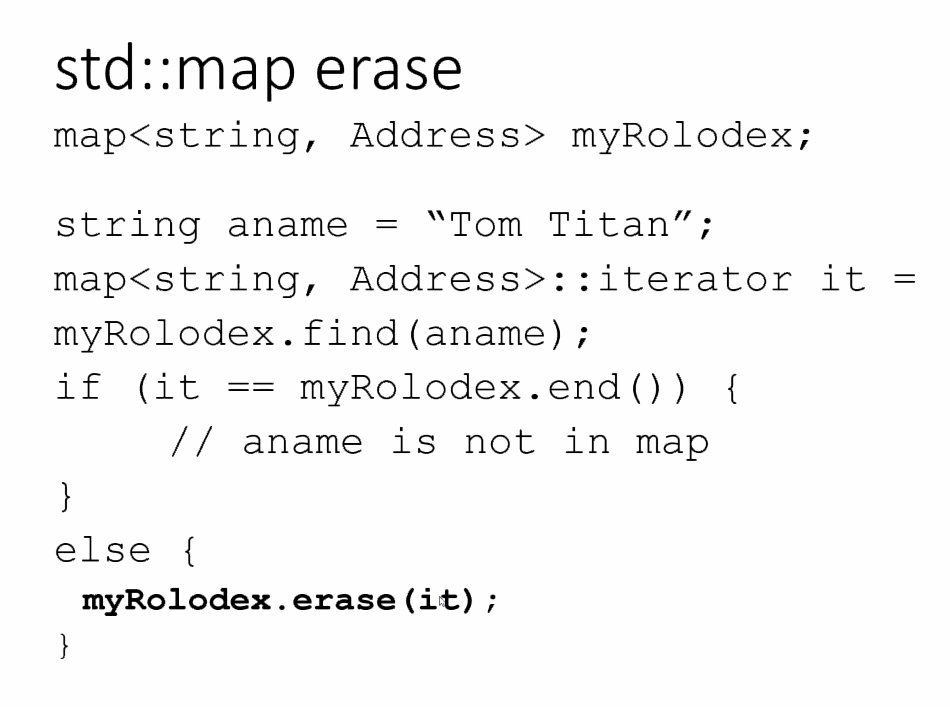 std::map erase
map<string, Address> myRolodex;
string aname = “Tom Titan”;
map<string, Address>::iterator it =
myRolodex.find(aname);
if (it == myRolodex.end()) {
// aname is not in map
}
else {
myRolodex.erase(it);
}